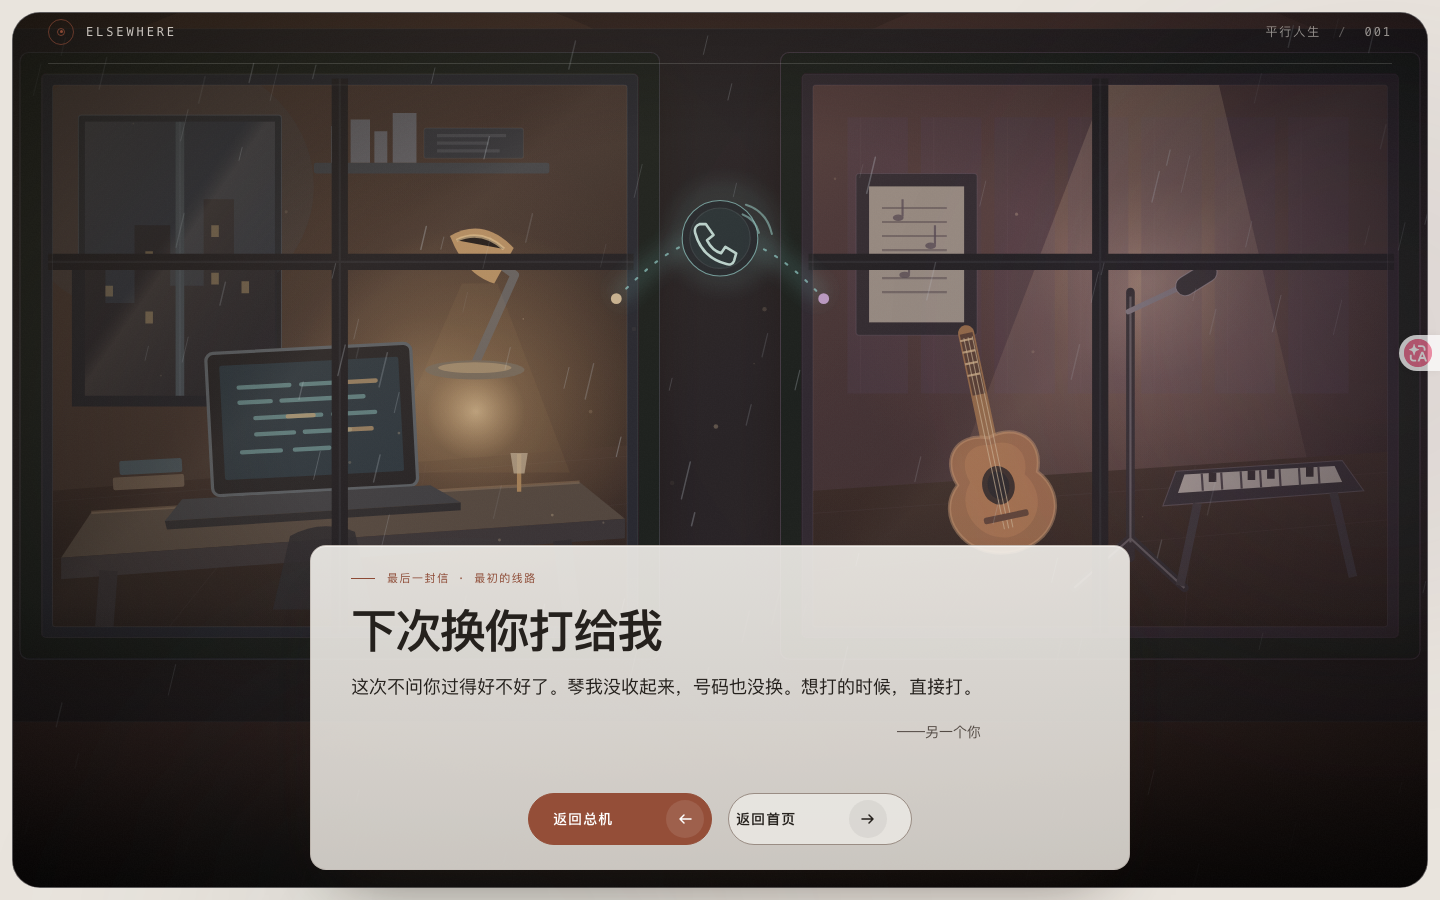 ELSEWHERE
平行人生 / 001
最后一封信 · 最初的线路
下次换你打给我
这次不问你过得好不好了。琴我没收起来，号码也没换。想打的时候，直接打。
——另一个你
返回总机
返回首页